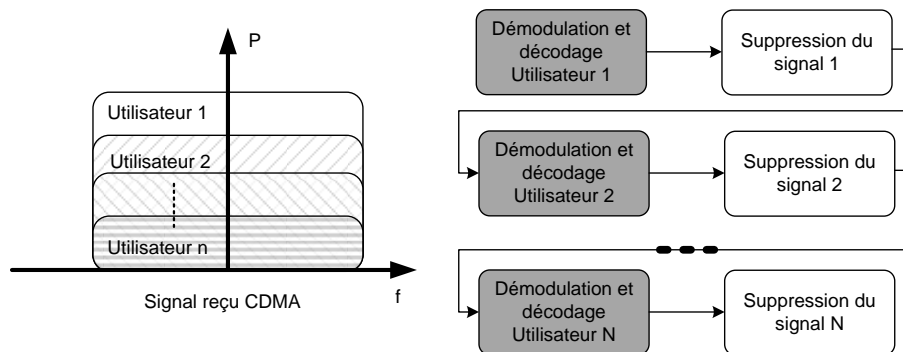 P
Utilisateur 1
Utilisateur 2
Utilisateur n
f
Signal reçu CDMA
Démodulation et
décodage
Utilisateur 1
Suppression du
signal 1
Démodulation et
décodage
Utilisateur 2
Suppression du
signal 2
Démodulation et
décodage
Utilisateur N
Suppression du
signal N